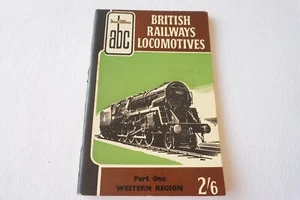 abc
BRITISH
RAILWAYS
LOCOMOTIVES
Part One
WESTERN REGION
2/6